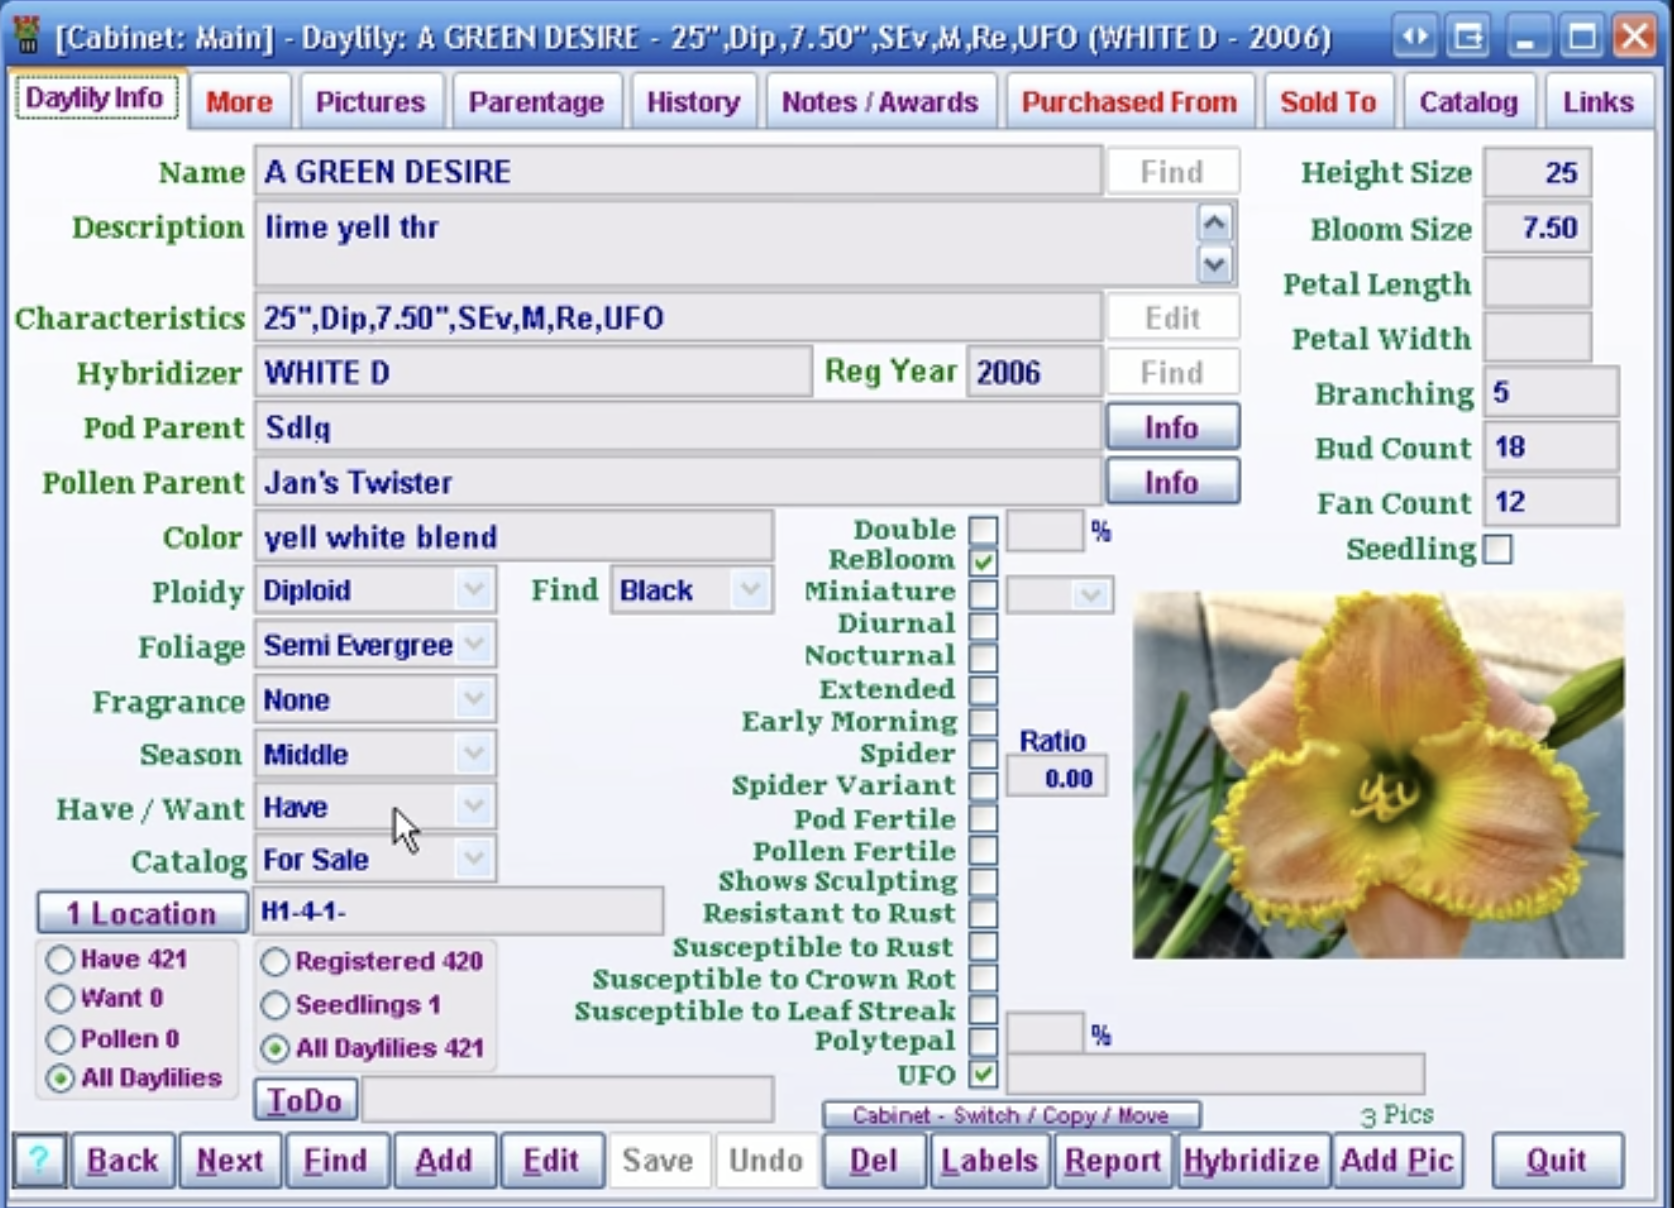 [Cabinet: Main] - Daylily: A GREEN DESIRE - 25",Dip,7.50",SEv,M,Re,UFO (WHITE D - 2006)
Daylily Info More Pictures Parentage History Notes / Awards Purchased From Sold To Catalog Links
Name A GREEN DESIRE Find Height Size 25
Description lime yell thr Bloom Size 7.50
Petal Length
Characteristics 25",Dip,7.50",SEv,M,Re,UFO Edit Petal Width
Hybridizer WHITE D Reg Year 2006 Find Branching 5
Pod Parent Sdlg Info Bud Count 18
Pollen Parent Jan's Twister Info Fan Count 12
Color yell white blend Double % Seedling
ReBloom
Ploidy Diploid Find Black Miniature
Diurnal
Foliage Semi Evergree Nocturnal
Fragrance None Extended
Early Morning Ratio
Season Middle Spider 0.00
Spider Variant
Have / Want Have Pod Fertile
Catalog For Sale Pollen Fertile
Shows Sculpting
1 Location H1-4-1- Resistant to Rust
Susceptible to Rust
Have 421 Registered 420 Susceptible to Crown Rot
Want 0 Seedlings 1 Susceptible to Leaf Streak
Pollen 0 All Daylilies 421 Polytepal %
All Daylilies UFO
ToDo Cabinet - Switch / Copy / Move 3 Pics
? Back Next Find Add Edit Save Undo Del Labels Report Hybridize Add Pic Quit